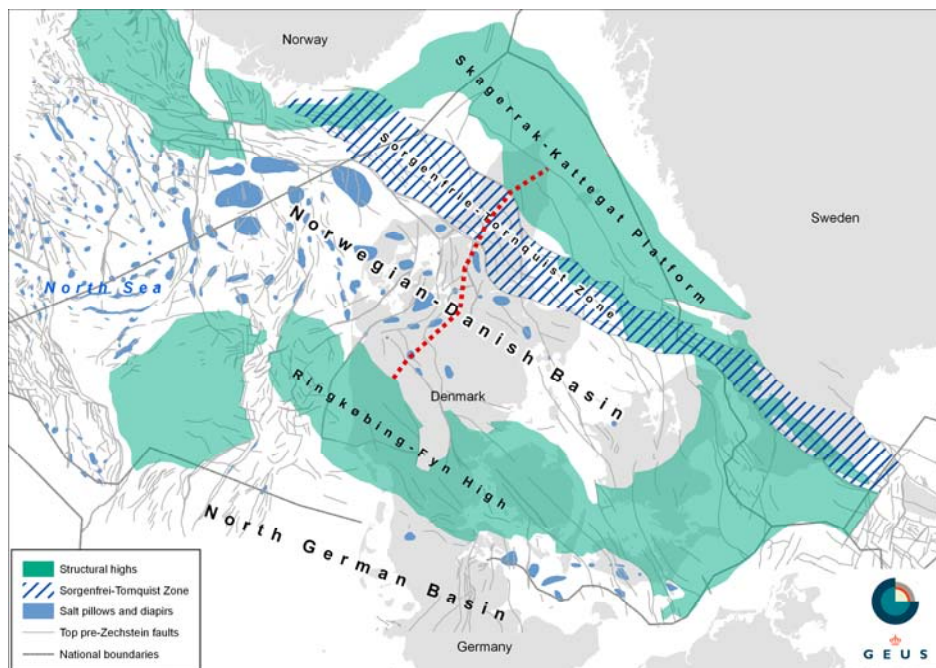 Norway
Skagerrak-Kattegat Platform
Sorgenfrie-Tornquist Zone
Sweden
Norwegian-Danish Basin
North Sea
Ringkøbing-Fyn High
Denmark
North German Basin
Germany
Structural highs
Sorgenfrei-Tornquist Zone
Salt pillows and diapirs
Top pre-Zechstein faults
National boundaries
GEUS